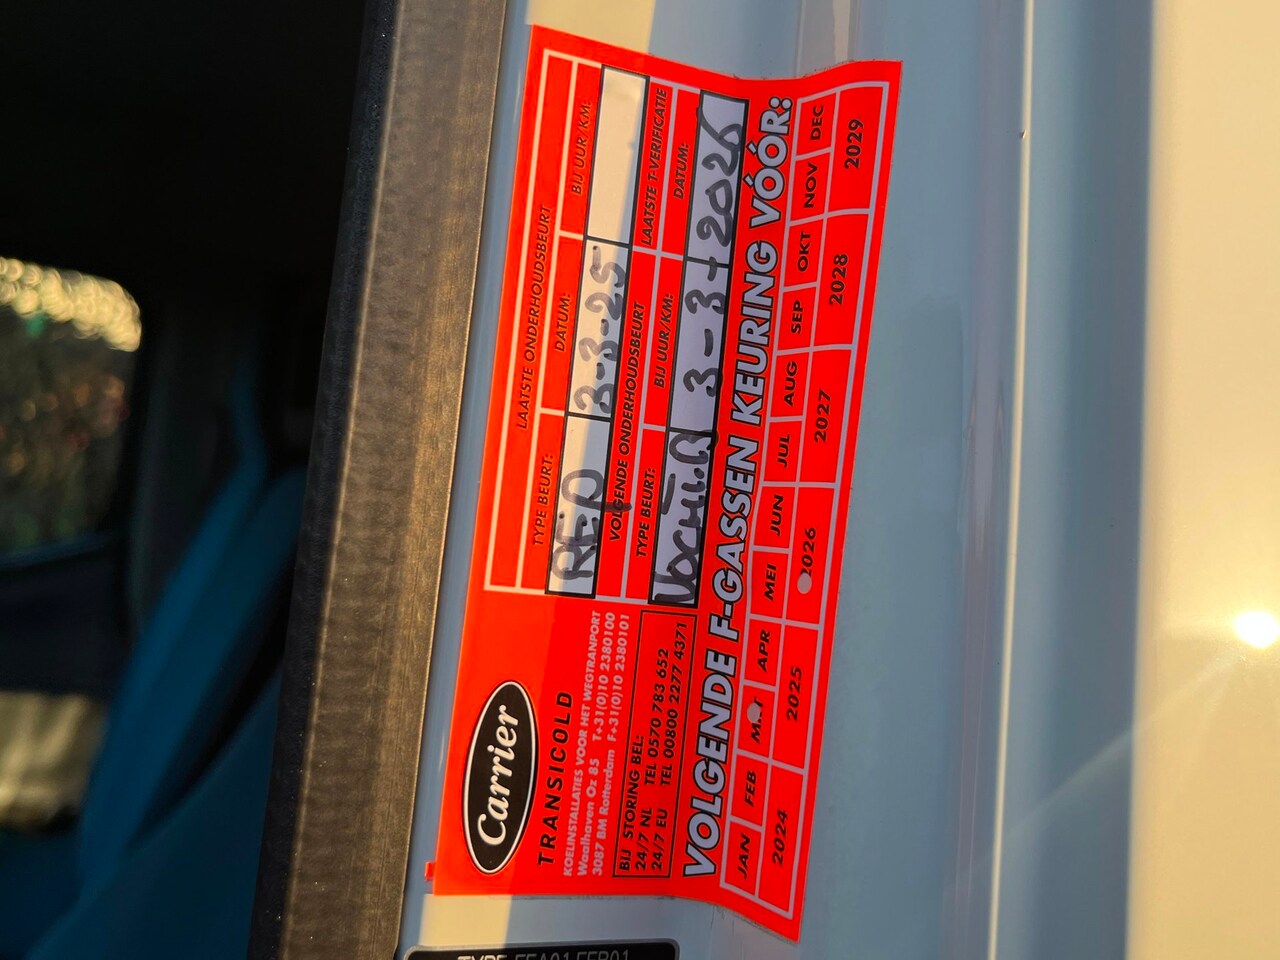 Carrier
TRANSICOLD
KOELINSTALLATIES VOOR HET WEGTRANPORT
Waalhaven Oz 85 T+31(0)10 2380100
3087 BM Rotterdam F+31(0)10 2380101
BIJ STORING BEL:
24/7 NL TEL 0570 783 652
24/7 EU TEL 00800 2277 4371
LAATSTE ONDERHOUDSBEURT
TYPE BEURT: DATUM: BIJ UUR/KM:
REP 3-3-25
VOLGENDE ONDERHOUDSBEURT LAATSTE T-VERIFICATIE
TYPE BEURT: BIJ UUR/KM: DATUM:
3-3-2026
VOLGENDE F-GASSEN KEURING VÓÓR:
JAN FEB APR MEI JUN JUL AUG SEP OKT NOV DEC
2024 2025 2026 2027 2028 2029